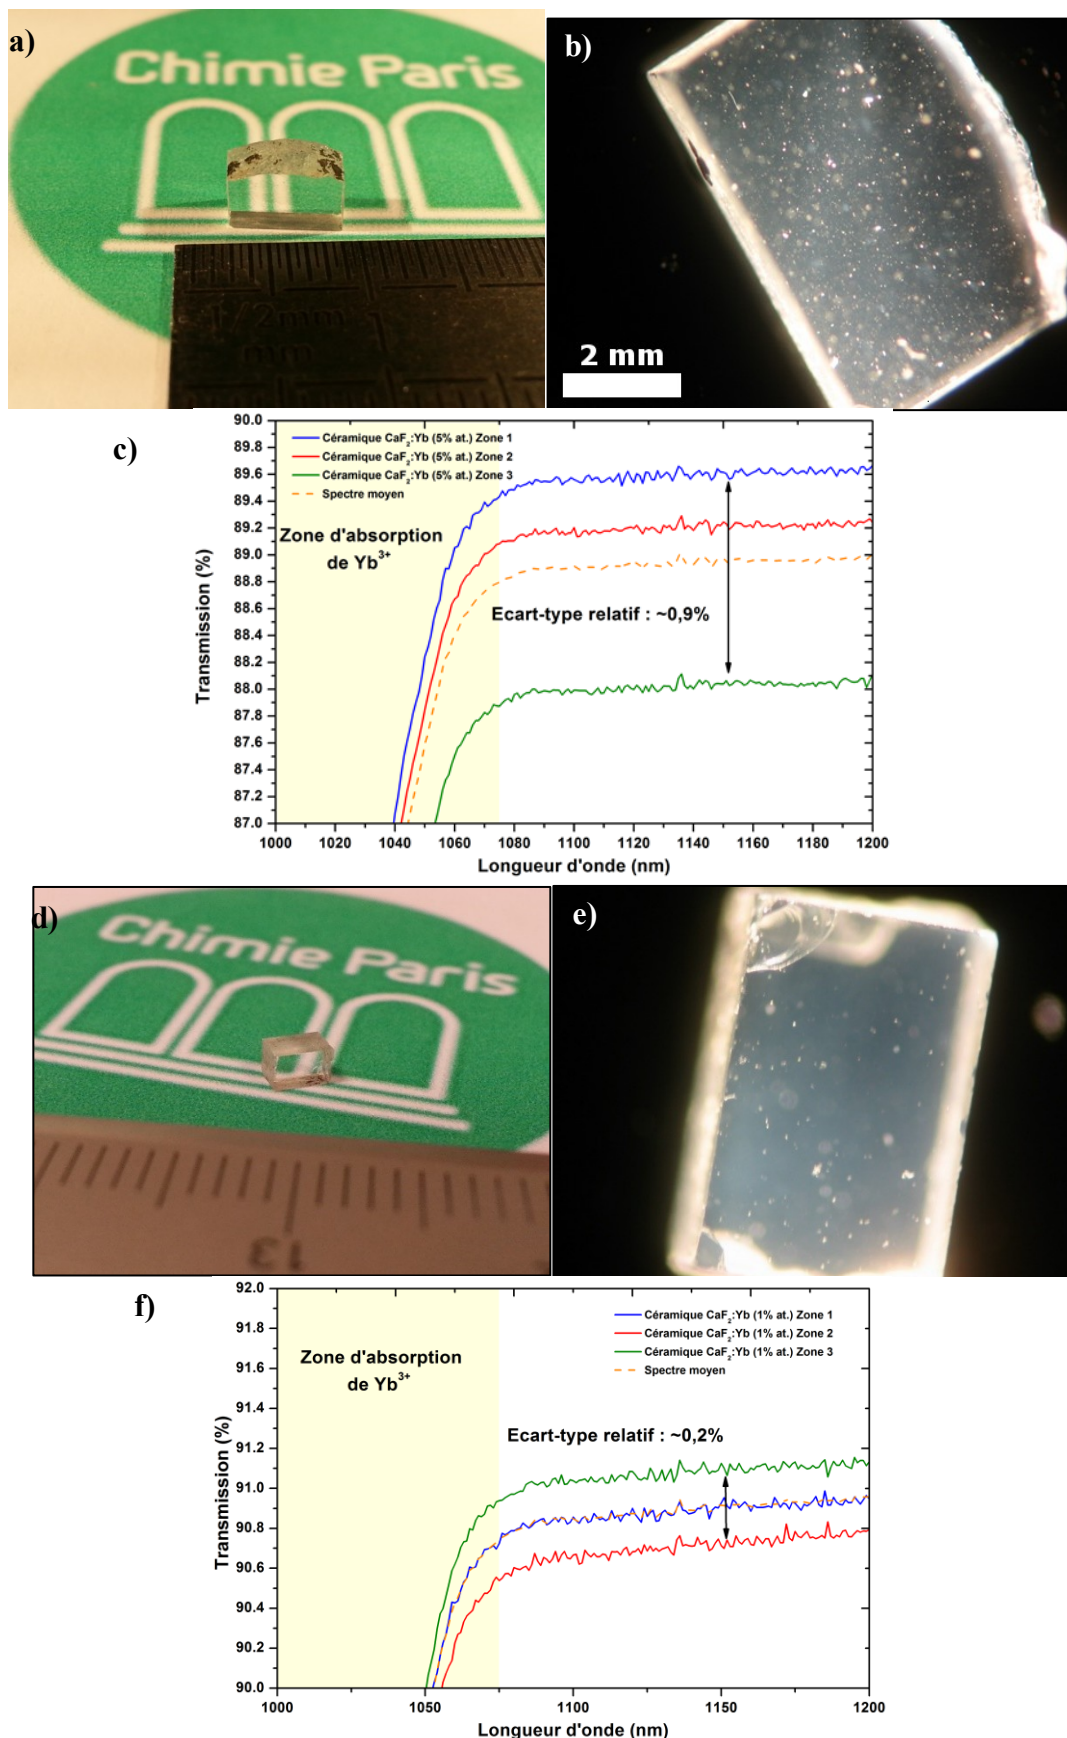 a)
Chimie Paris
1/2mm
mm
b)
2 mm
c)
90.0
89.8
89.6
89.4
89.2
89.0
88.8
88.6
88.4
88.2
88.0
87.8
87.6
87.4
87.2
87.0
Transmission (%)
Céramique CaF₂:Yb (5% at.) Zone 1
Céramique CaF₂:Yb (5% at.) Zone 2
Céramique CaF₂:Yb (5% at.) Zone 3
Spectre moyen
Zone d'absorption
de Yb³⁺
Ecart-type relatif : ~0,9%
1000 1020 1040 1060 1080 1100 1120 1140 1160 1180 1200
Longueur d'onde (nm)
d)
Chimie Paris
13
e)
f)
92.0
91.8
91.6
91.4
91.2
91.0
90.8
90.6
90.4
90.2
90.0
Transmission (%)
Céramique CaF₂:Yb (1% at.) Zone 1
Céramique CaF₂:Yb (1% at.) Zone 2
Céramique CaF₂:Yb (1% at.) Zone 3
Spectre moyen
Zone d'absorption
de Yb³⁺
Ecart-type relatif : ~0,2%
1000 1050 1100 1150 1200
Longueur d'onde (nm)